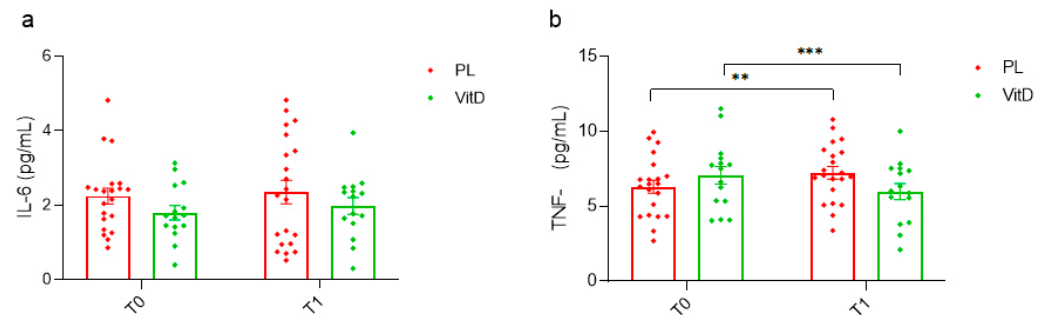 a
IL-6 (pg/mL)
6
4
2
0
T0
T1
PL
VitD
b
TNF- (pg/mL)
15
10
5
0
T0
T1
**
***
PL
VitD